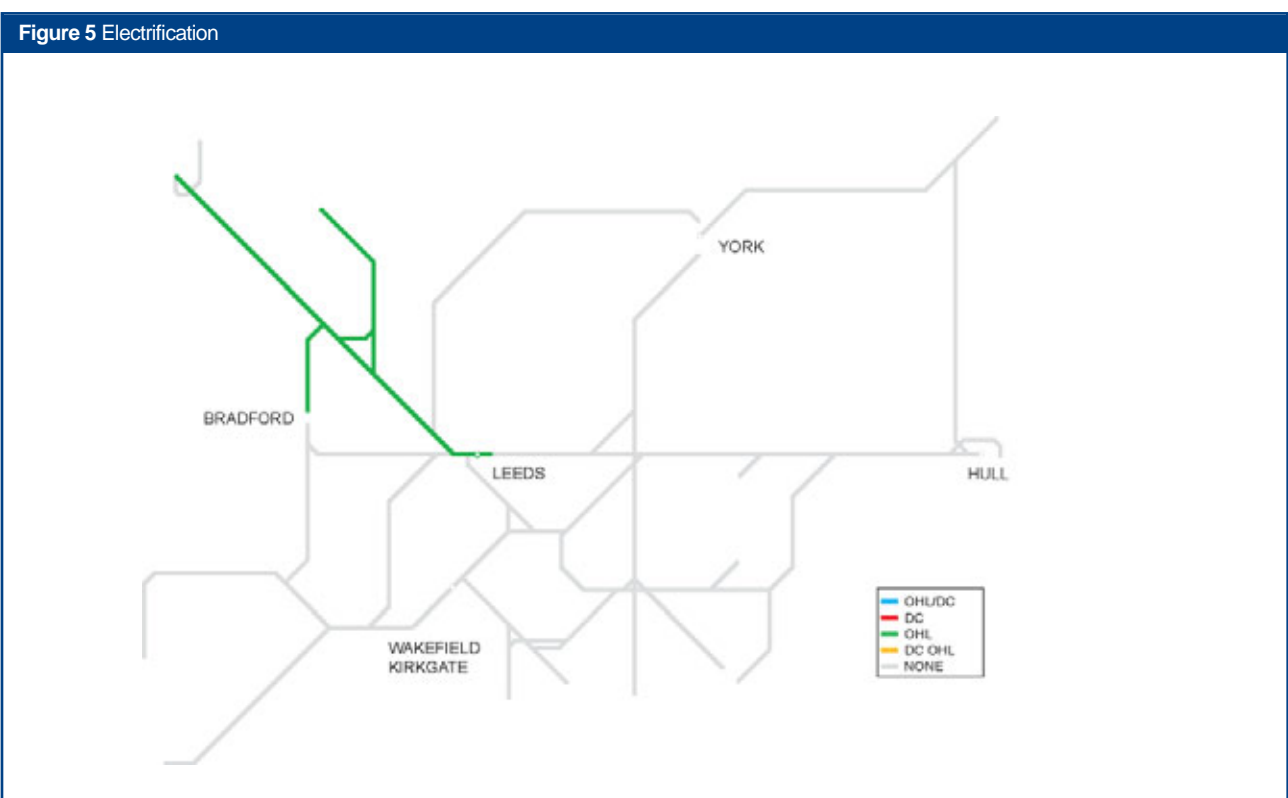 Figure 5 Electrification
YORK
BRADFORD
LEEDS
HULL
OHL/DC
DC
OHL
DC OHL
NONE
WAKEFIELD
KIRKGATE